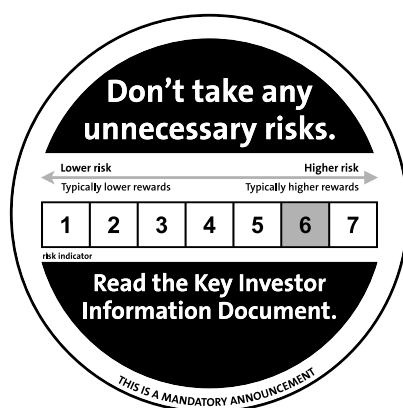 Don’t take any
unnecessary risks.
Lower risk Higher risk
Typically lower rewards Typically higher rewards
1 2 3 4 5 6 7
risk indicator
Read the Key Investor
Information Document.
THIS IS A MANDATORY ANNOUNCEMENT